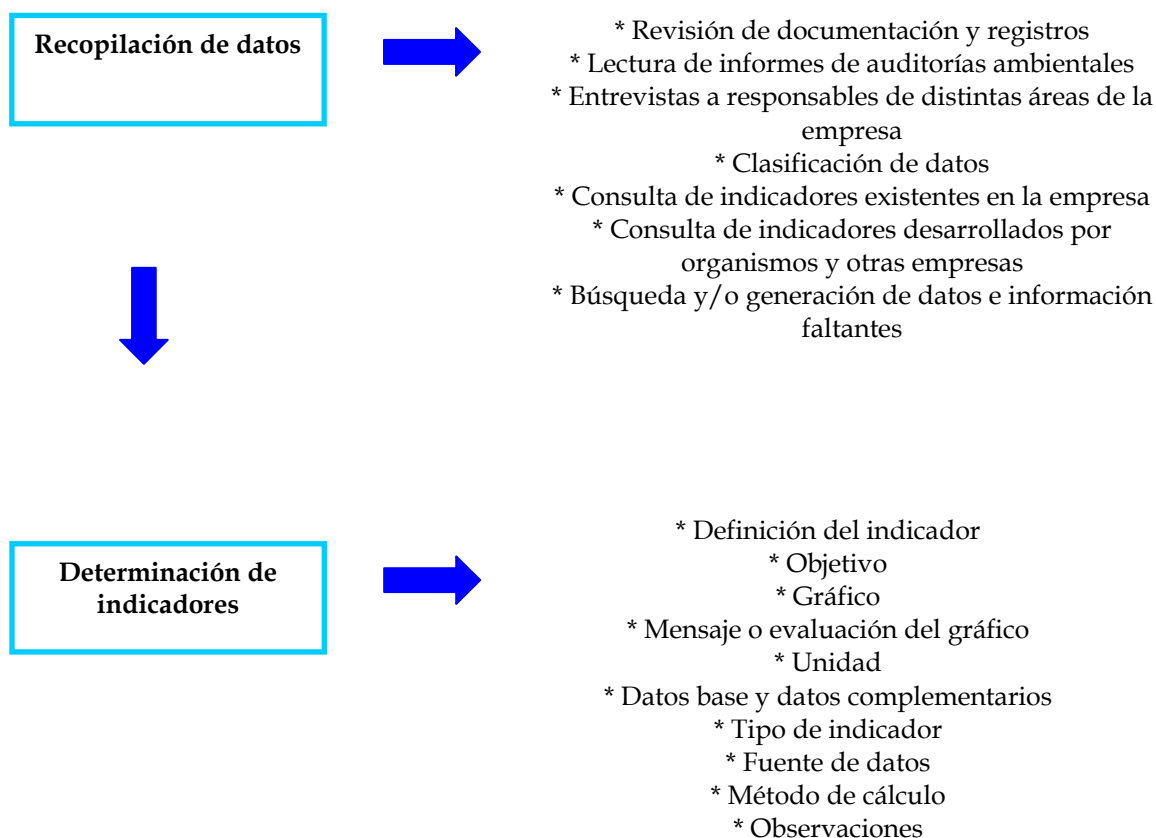 Recopilación de datos
* Revisión de documentación y registros
* Lectura de informes de auditorías ambientales
* Entrevistas a responsables de distintas áreas de la
empresa
* Clasificación de datos
* Consulta de indicadores existentes en la empresa
* Consulta de indicadores desarrollados por
organismos y otras empresas
* Búsqueda y/o generación de datos e información
faltantes
Determinación de
indicadores
* Definición del indicador
* Objetivo
* Gráfico
* Mensaje o evaluación del gráfico
* Unidad
* Datos base y datos complementarios
* Tipo de indicador
* Fuente de datos
* Método de cálculo
* Observaciones